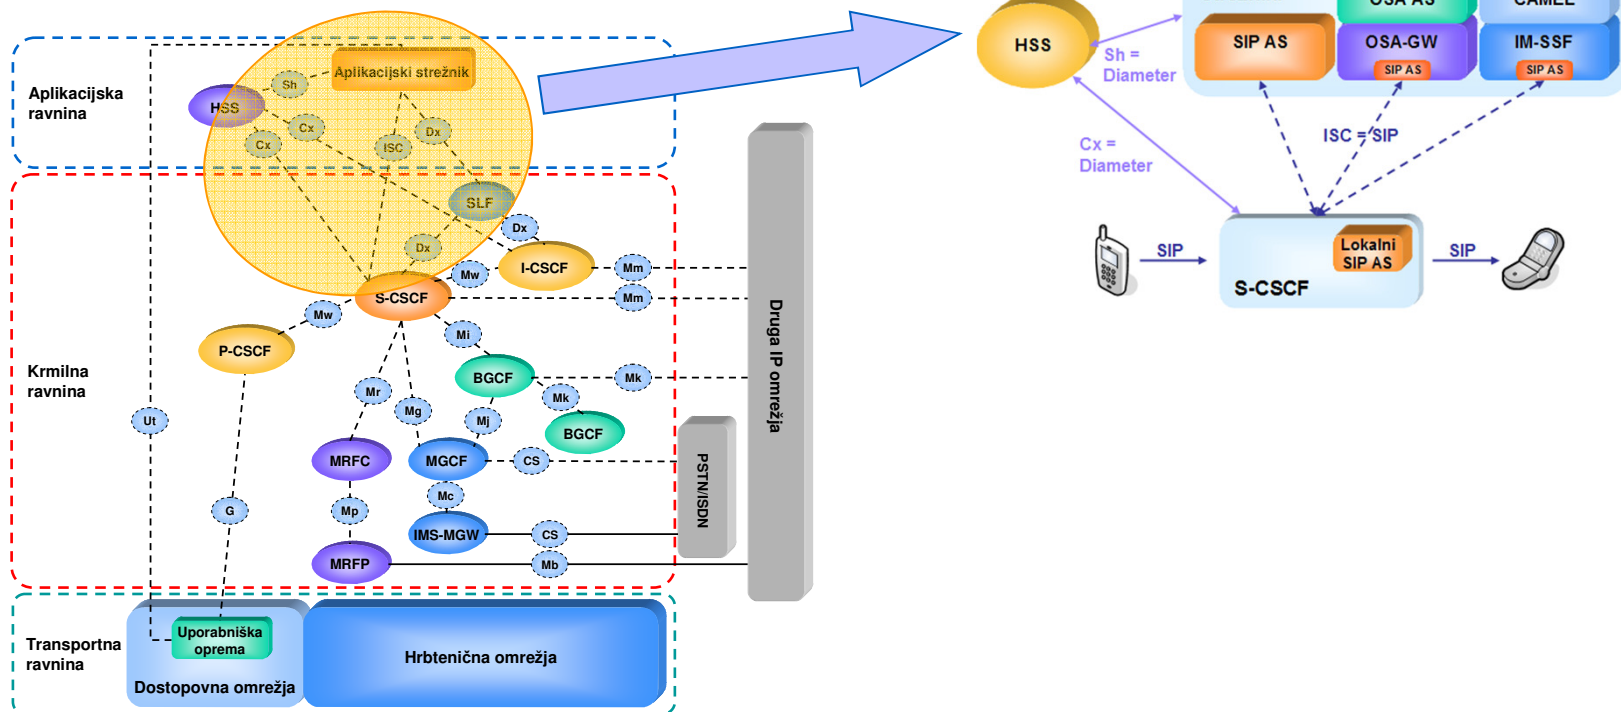 Aplikacijska
ravnina
Aplikacijski strežnik
HSS
Sh
Cx
Cx
ISC
Dx
SLF
Dx
Dx
I-CSCF
Mw
Mm
S-CSCF
Mm
Mw
Mi
P-CSCF
Krmilna
ravnina
BGCF
Mk
Mk
Mr
Mg
Mj
BGCF
Ut
MRFC
MGCF
CS
Mc
G
Mp
IMS-MGW
CS
MRFP
Mb
PSTN/ISDN
Druga IP omrežja
Transportna
ravnina
Uporabniška
oprema
Dostopovna omrežja
Hrbtenična omrežja
HSS
Sh =
Diameter
OSA AS
CAMEL
SIP AS
OSA-GW
SIP AS
IM-SSF
SIP AS
ISC = SIP
Cx =
Diameter
SIP
Lokalni
SIP AS
S-CSCF
SIP